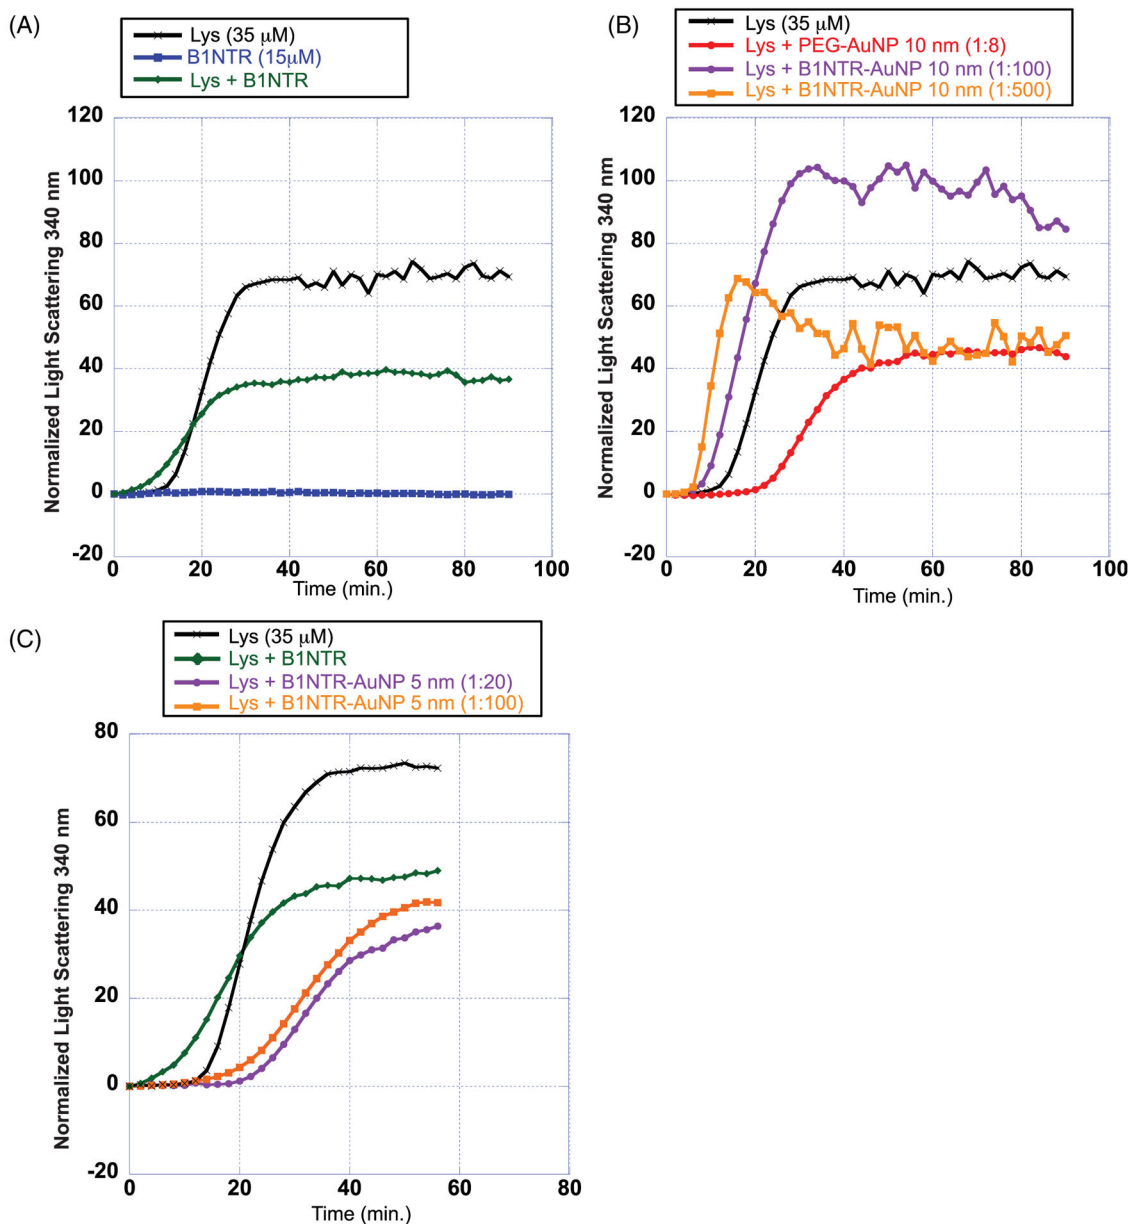 (A)
Lys (35 μM)
B1NTR (15μM)
Lys + B1NTR
Normalized Light Scattering 340 nm
120
100
80
60
40
20
0
-20
0 20 40 60 80 100
Time (min.)
(B)
Lys (35 μM)
Lys + PEG-AuNP 10 nm (1:8)
Lys + B1NTR-AuNP 10 nm (1:100)
Lys + B1NTR-AuNP 10 nm (1:500)
Normalized Light Scattering 340 nm
120
100
80
60
40
20
0
-20
0 20 40 60 80 100
Time (min.)
(C)
Lys (35 μM)
Lys + B1NTR
Lys + B1NTR-AuNP 5 nm (1:20)
Lys + B1NTR-AuNP 5 nm (1:100)
Normalized Light Scattering 340 nm
80
60
40
20
0
-20
0 20 40 60 80
Time (min.)